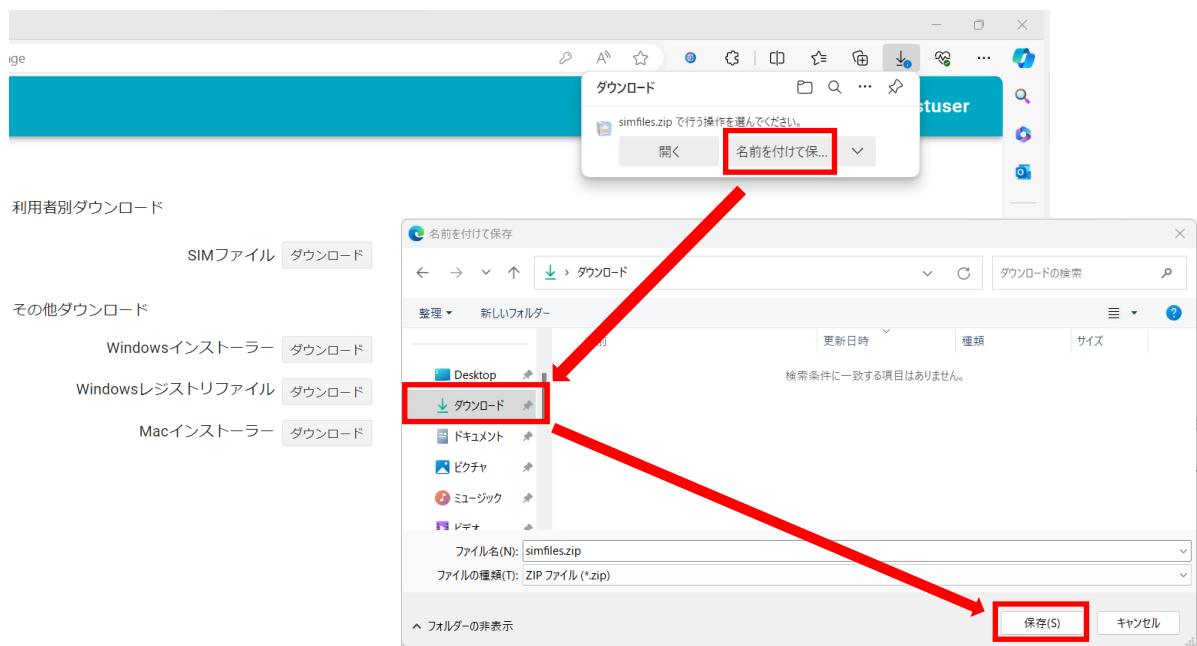 age
ダウンロード
simfiles.zip で行う操作を選んでください。
開く
名前を付けて保...
stuser
利用者別ダウンロード
SIMファイル ダウンロード
その他ダウンロード
Windowsインストーラー ダウンロード
Windowsレジストリファイル ダウンロード
Macインストーラー ダウンロード
名前を付けて保存
ダウンロード
ダウンロードの検索
整理 新しいフォルダー
更新日時 種類 サイズ
検索条件に一致する項目はありません。
Desktop
ダウンロード
ドキュメント
ピクチャ
ミュージック
ビデオ
ファイル名(N): simfiles.zip
ファイルの種類(T): ZIP ファイル (*.zip)
フォルダーの非表示
保存(S) キャンセル